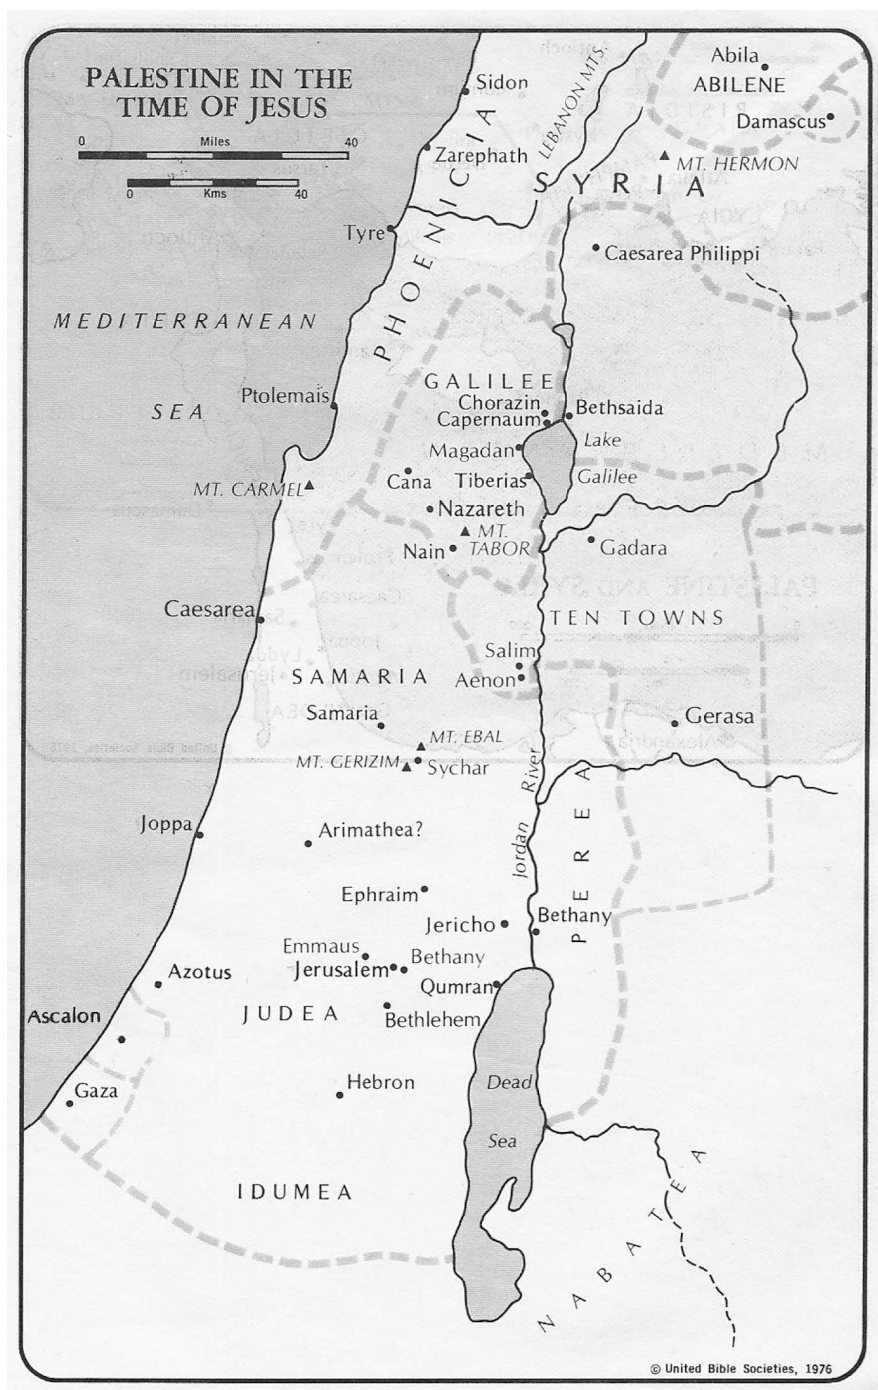 PALESTINE IN THE
TIME OF JESUS
0 Miles 40
0 Kms 40
Sidon
LEBANON MTS.
Abila
ABILENE
Damascus
Zarephath
MT. HERMON
SYRIA
Tyre
PHOENICIA
Caesarea Philippi
MEDITERRANEAN
SEA
GALILEE
Ptolemais
Chorazin
Bethsaida
Capernaum
Lake
Galilee
Magadan
MT. CARMEL
Cana
Tiberias
Nazareth
MT.
TABOR
Nain
Gadara
Caesarea
TEN TOWNS
Salim
SAMARIA
Aenon
Samaria
Gerasa
MT. EBAL
MT. GERIZIM
Sychar
Jordan River
PEREA
Joppa
Arimathea?
Ephraim
Jericho
Bethany
Emmaus
Bethany
Jerusalem
Azotus
Qumran
Ascalon
JUDEA
Bethlehem
Gaza
Hebron
Dead
Sea
IDUMEA
NABATEA
© United Bible Societies, 1976